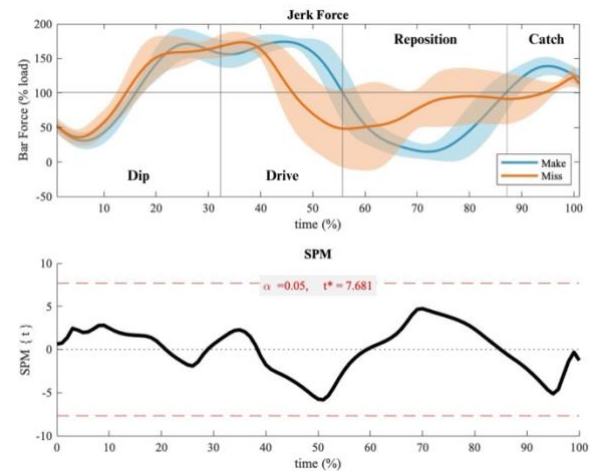 Jerk Force
200
150
100
50
0
-50
Bar Force (% load)
Reposition
Catch
Dip
Drive
Make
Miss
10 20 30 40 50 60 70 80 90 100
time (%)
SPM
10
5
0
-5
-10
SPM { t }
α =0.05, t* = 7.681
0 10 20 30 40 50 60 70 80 90 100
time (%)